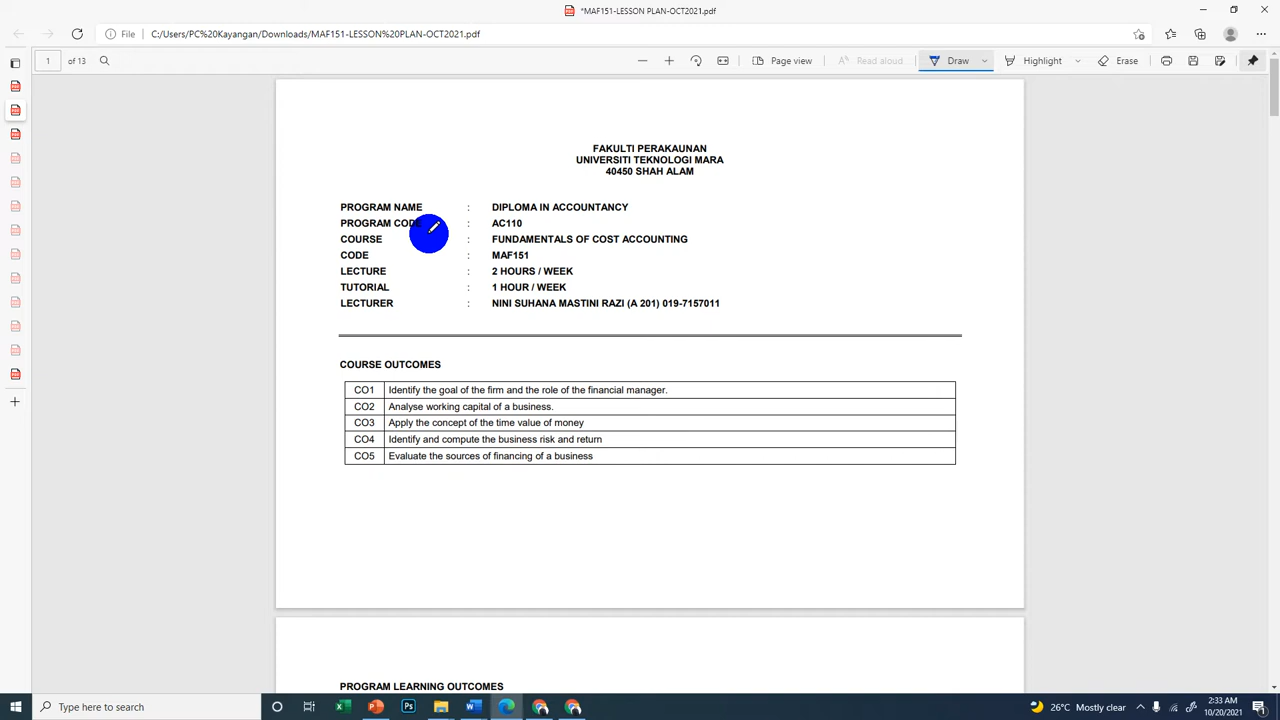 *MAF151-LESSON PLAN-OCT2021.pdf
File C:/Users/PC%20Kayangan/Downloads/MAF151-LESSON%20PLAN-OCT2021.pdf
1 of 13 Page view Read aloud Draw Highlight Erase
FAKULTI PERAKAUNAN
UNIVERSITI TEKNOLOGI MARA
40450 SHAH ALAM
PROGRAM NAME : DIPLOMA IN ACCOUNTANCY
PROGRAM CODE : AC110
COURSE : FUNDAMENTALS OF COST ACCOUNTING
CODE : MAF151
LECTURE : 2 HOURS / WEEK
TUTORIAL : 1 HOUR / WEEK
LECTURER : NINI SUHANA MASTINI RAZI (A 201) 019-7157011
COURSE OUTCOMES
CO1 Identify the goal of the firm and the role of the financial manager.
CO2 Analyse working capital of a business.
CO3 Apply the concept of the time value of money
CO4 Identify and compute the business risk and return
CO5 Evaluate the sources of financing of a business
PROGRAM LEARNING OUTCOMES
Type here to search 26°C Mostly clear 2:33 AM
10/20/2021